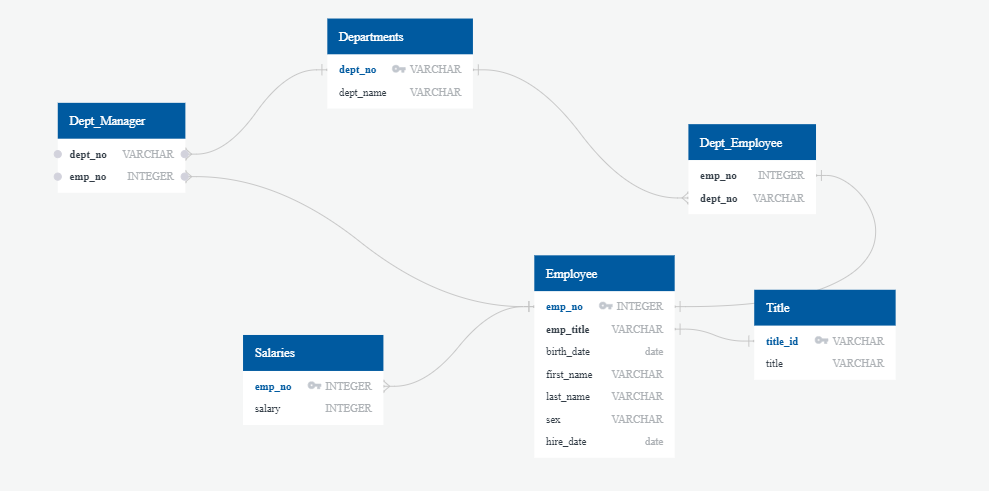 Departments
dept_no VARCHAR
dept_name VARCHAR
Dept_Manager
dept_no VARCHAR
emp_no INTEGER
Dept_Employee
emp_no INTEGER
dept_no VARCHAR
Employee
emp_no INTEGER
emp_title VARCHAR
birth_date date
first_name VARCHAR
last_name VARCHAR
sex VARCHAR
hire_date date
Title
title_id VARCHAR
title VARCHAR
Salaries
emp_no INTEGER
salary INTEGER